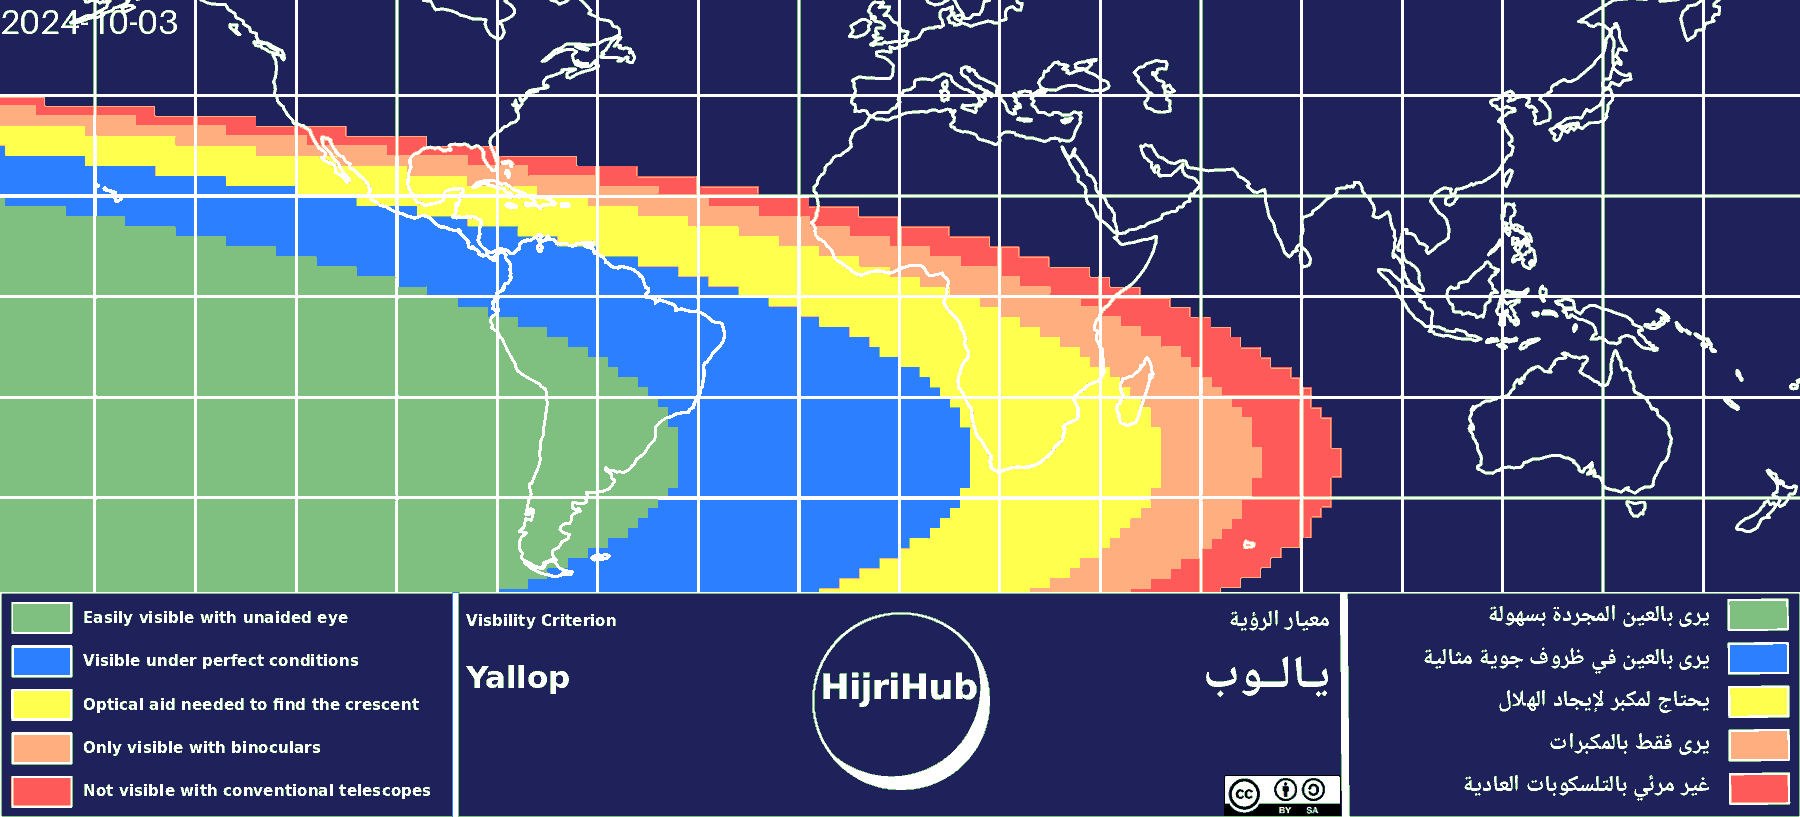 2024-10-03
Easily visible with unaided eye
Visible under perfect conditions
Optical aid needed to find the crescent
Only visible with binoculars
Not visible with conventional telescopes
Visbility Criterion
Yallop
HijriHub
معيار الرؤية
يـالــوب
cc
BY SA
يرى بالعين المجردة بسهولة
يرى بالعين في ظروف جوية مثالية
يحتاج لمكبر لإيجاد الهلال
يرى فقط بالمكبرات
غير مرئي بالتلسكوبات العادية